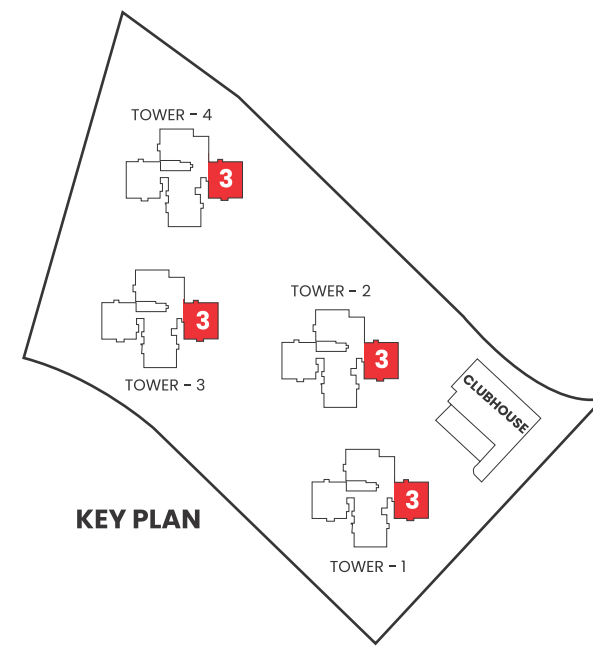 TOWER - 4
3
3
TOWER - 3
TOWER - 2
3
CLUBHOUSE
3
TOWER - 1
KEY PLAN